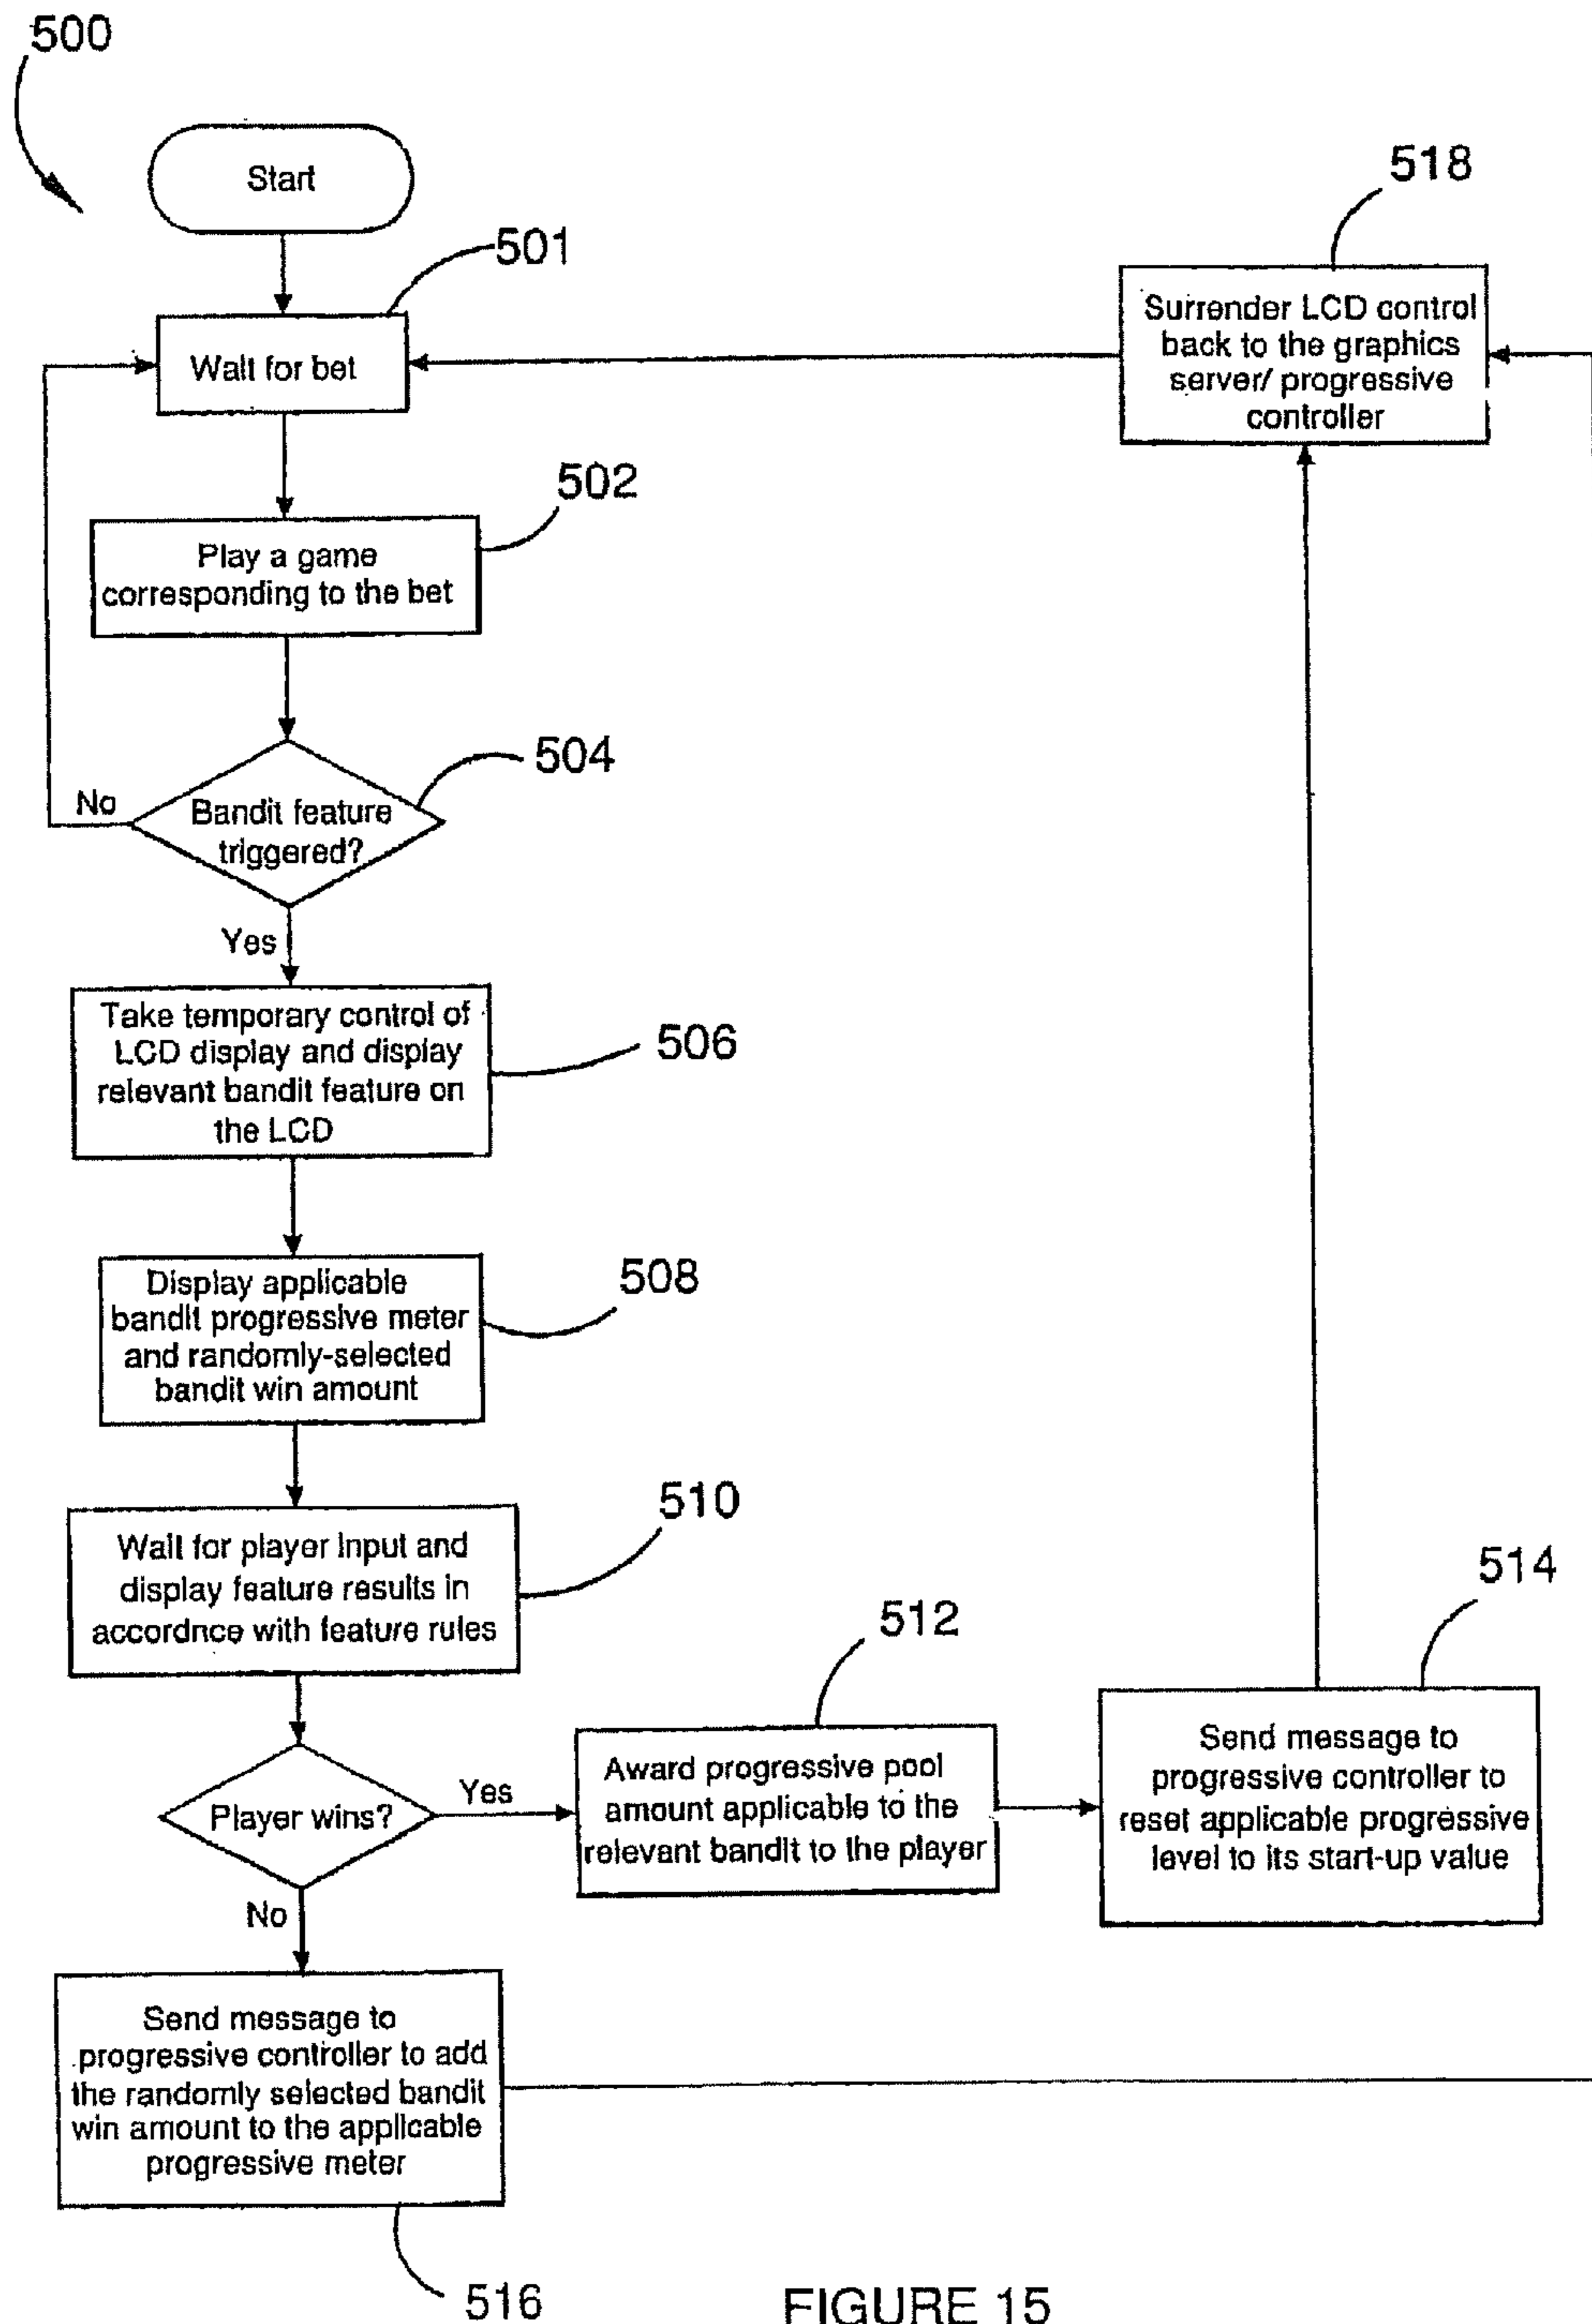 500
Start
501
Wait for bet
518
Surrender LCD control
back to the graphics
server/ progressive
controller
502
Play a game
corresponding to the bet
504
Bandit feature
triggered?
No
Yes
Take temporary control of
LCD display and display
relevant bandit feature on
the LCD
506
Display applicable
bandit progressive meter
and randomly-selected
bandit win amount
508
Wait for player input and
display feature results in
accordnce with feature rules
510
Player wins?
Yes
No
512
Award progressive pool
amount applicable to the
relevant bandit to the player
514
Send message to
progressive controller to
reset applicable progressive
level to its start-up value
Send message to
progressive controller to add
the randomly selected bandit
win amount to the applicable
progressive meter
516
FIGURE 15